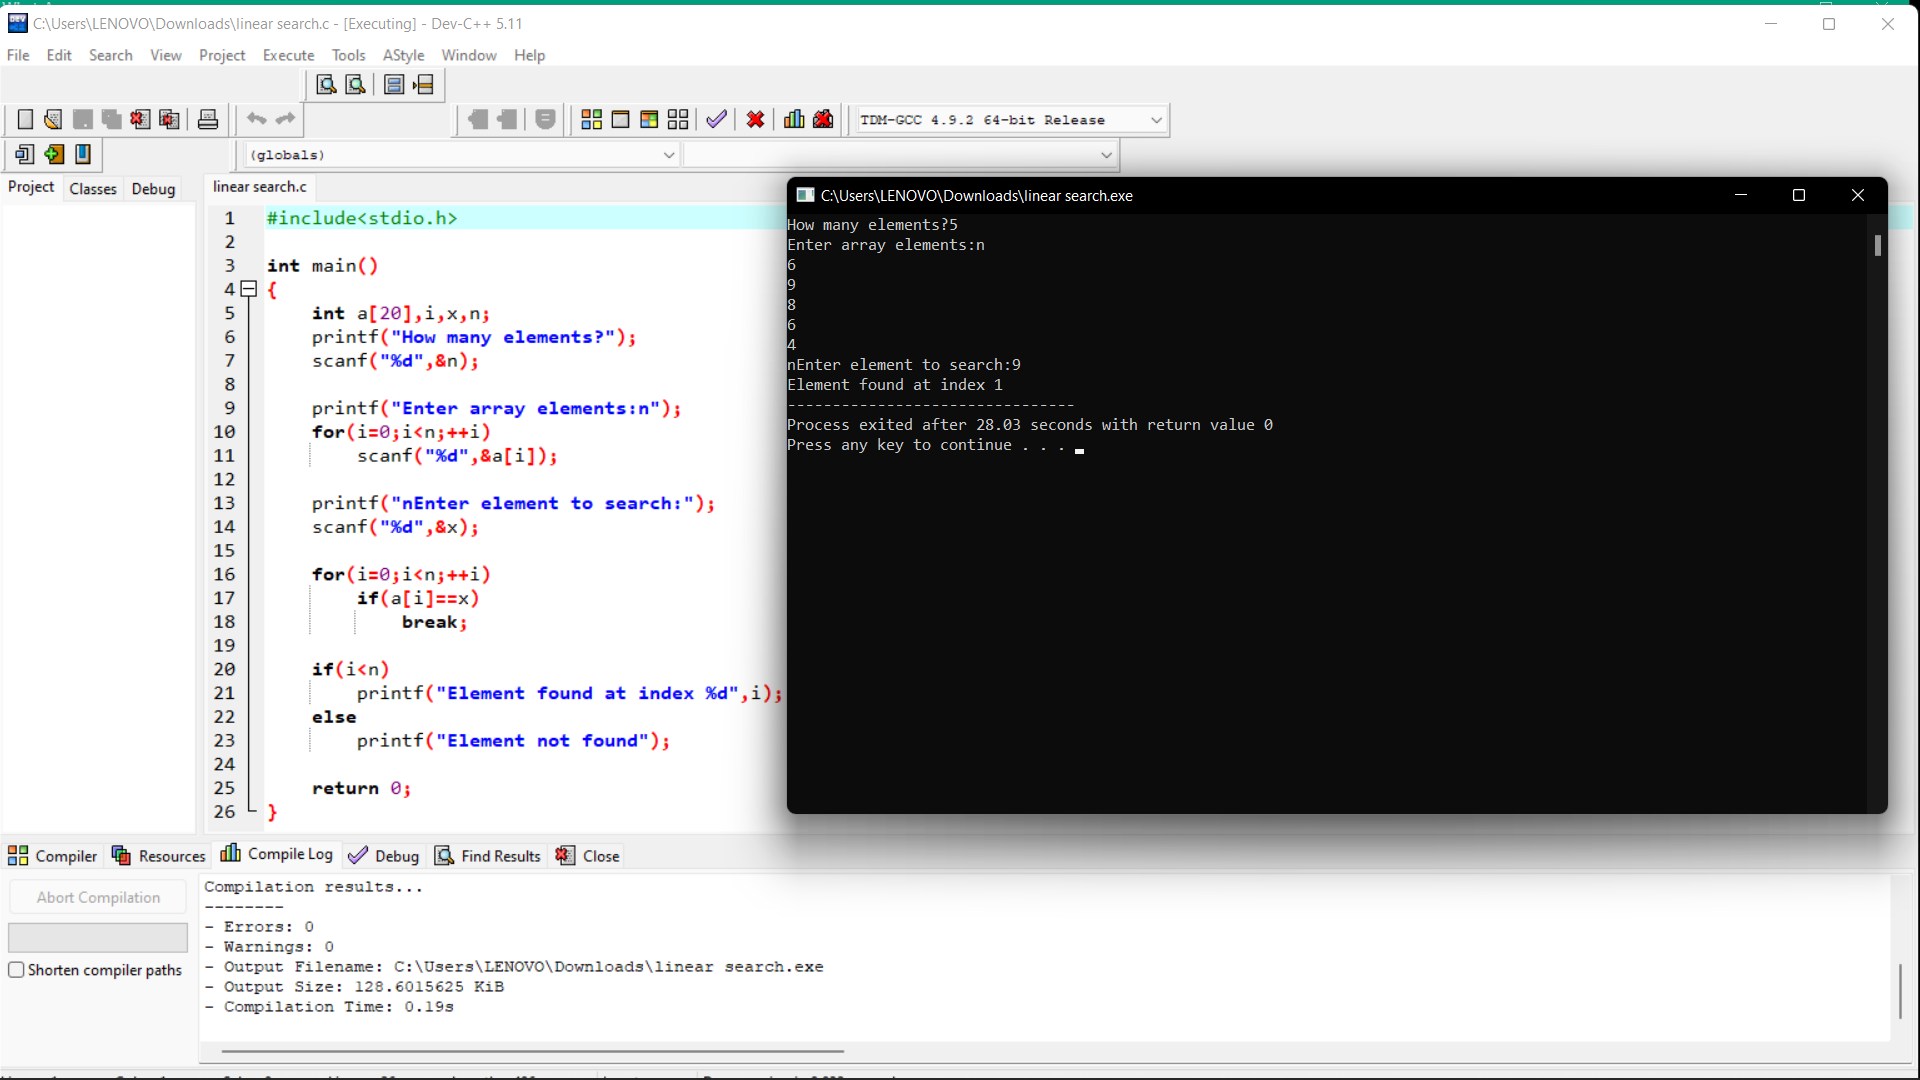 C:\Users\LENOVO\Downloads\linear search.c - [Executing] - Dev-C++ 5.11
File Edit Search View Project Execute Tools AStyle Window Help
TDM-GCC 4.9.2 64-bit Release
(globals)
Project Classes Debug
linear search.c
1 #include<stdio.h>
2
3 int main()
4 {
5 int a[20],i,x,n;
6 printf("How many elements?");
7 scanf("%d",&n);
8
9 printf("Enter array elements:n");
10 for(i=0;i<n;++i)
11 scanf("%d",&a[i]);
12
13 printf("nEnter element to search:");
14 scanf("%d",&x);
15
16 for(i=0;i<n;++i)
17 if(a[i]==x)
18 break;
19
20 if(i<n)
21 printf("Element found at index %d",i);
22 else
23 printf("Element not found");
24
25 return 0;
26 }
C:\Users\LENOVO\Downloads\linear search.exe
How many elements?5
Enter array elements:n
6
9
8
6
4
nEnter element to search:9
Element found at index 1
--------------------------------
Process exited after 28.03 seconds with return value 0
Press any key to continue . . .
Compiler Resources Compile Log Debug Find Results Close
Abort Compilation
Shorten compiler paths
Compilation results...
--------
- Errors: 0
- Warnings: 0
- Output Filename: C:\Users\LENOVO\Downloads\linear search.exe
- Output Size: 128.6015625 KiB
- Compilation Time: 0.19s